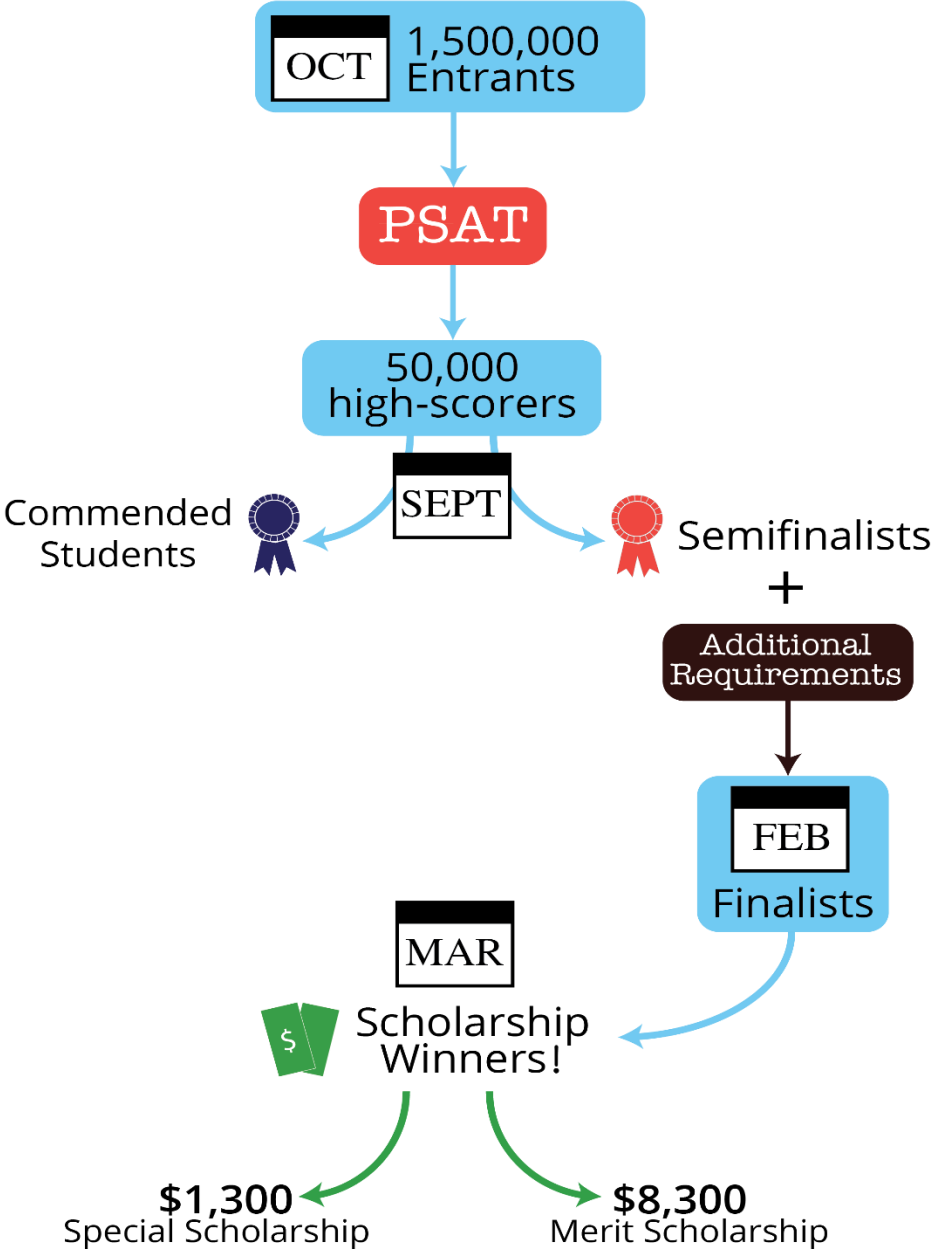 OCT
1,500,000
Entrants
PSAT
50,000
high-scorers
SEPT
Commended
Students
Semifinalists
+
Additional
Requirements
FEB
Finalists
MAR
$
Scholarship
Winners!
$1,300
Special Scholarship
$8,300
Merit Scholarship